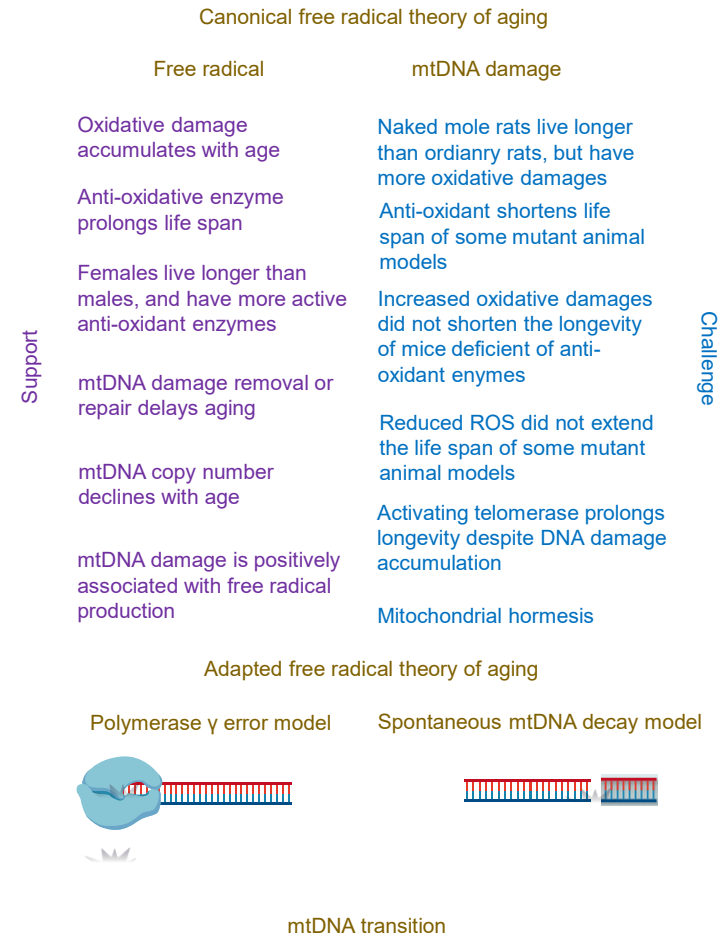 Canonical free radical theory of aging
Free radical
mtDNA damage
Support
Oxidative damage
accumulates with age
Anti-oxidative enzyme
prolongs life span
Females live longer than
males, and have more active
anti-oxidant enzymes
mtDNA damage removal or
repair delays aging
mtDNA copy number
declines with age
mtDNA damage is positively
associated with free radical
production
Naked mole rats live longer
than ordianry rats, but have
more oxidative damages
Anti-oxidant shortens life
span of some mutant animal
models
Increased oxidative damages
did not shorten the longevity
of mice deficient of anti-
oxidant enymes
Reduced ROS did not extend
the life span of some mutant
animal models
Activating telomerase prolongs
longevity despite DNA damage
accumulation
Mitochondrial hormesis
Challenge
Adapted free radical theory of aging
Polymerase γ error model
Spontaneous mtDNA decay model
mtDNA transition